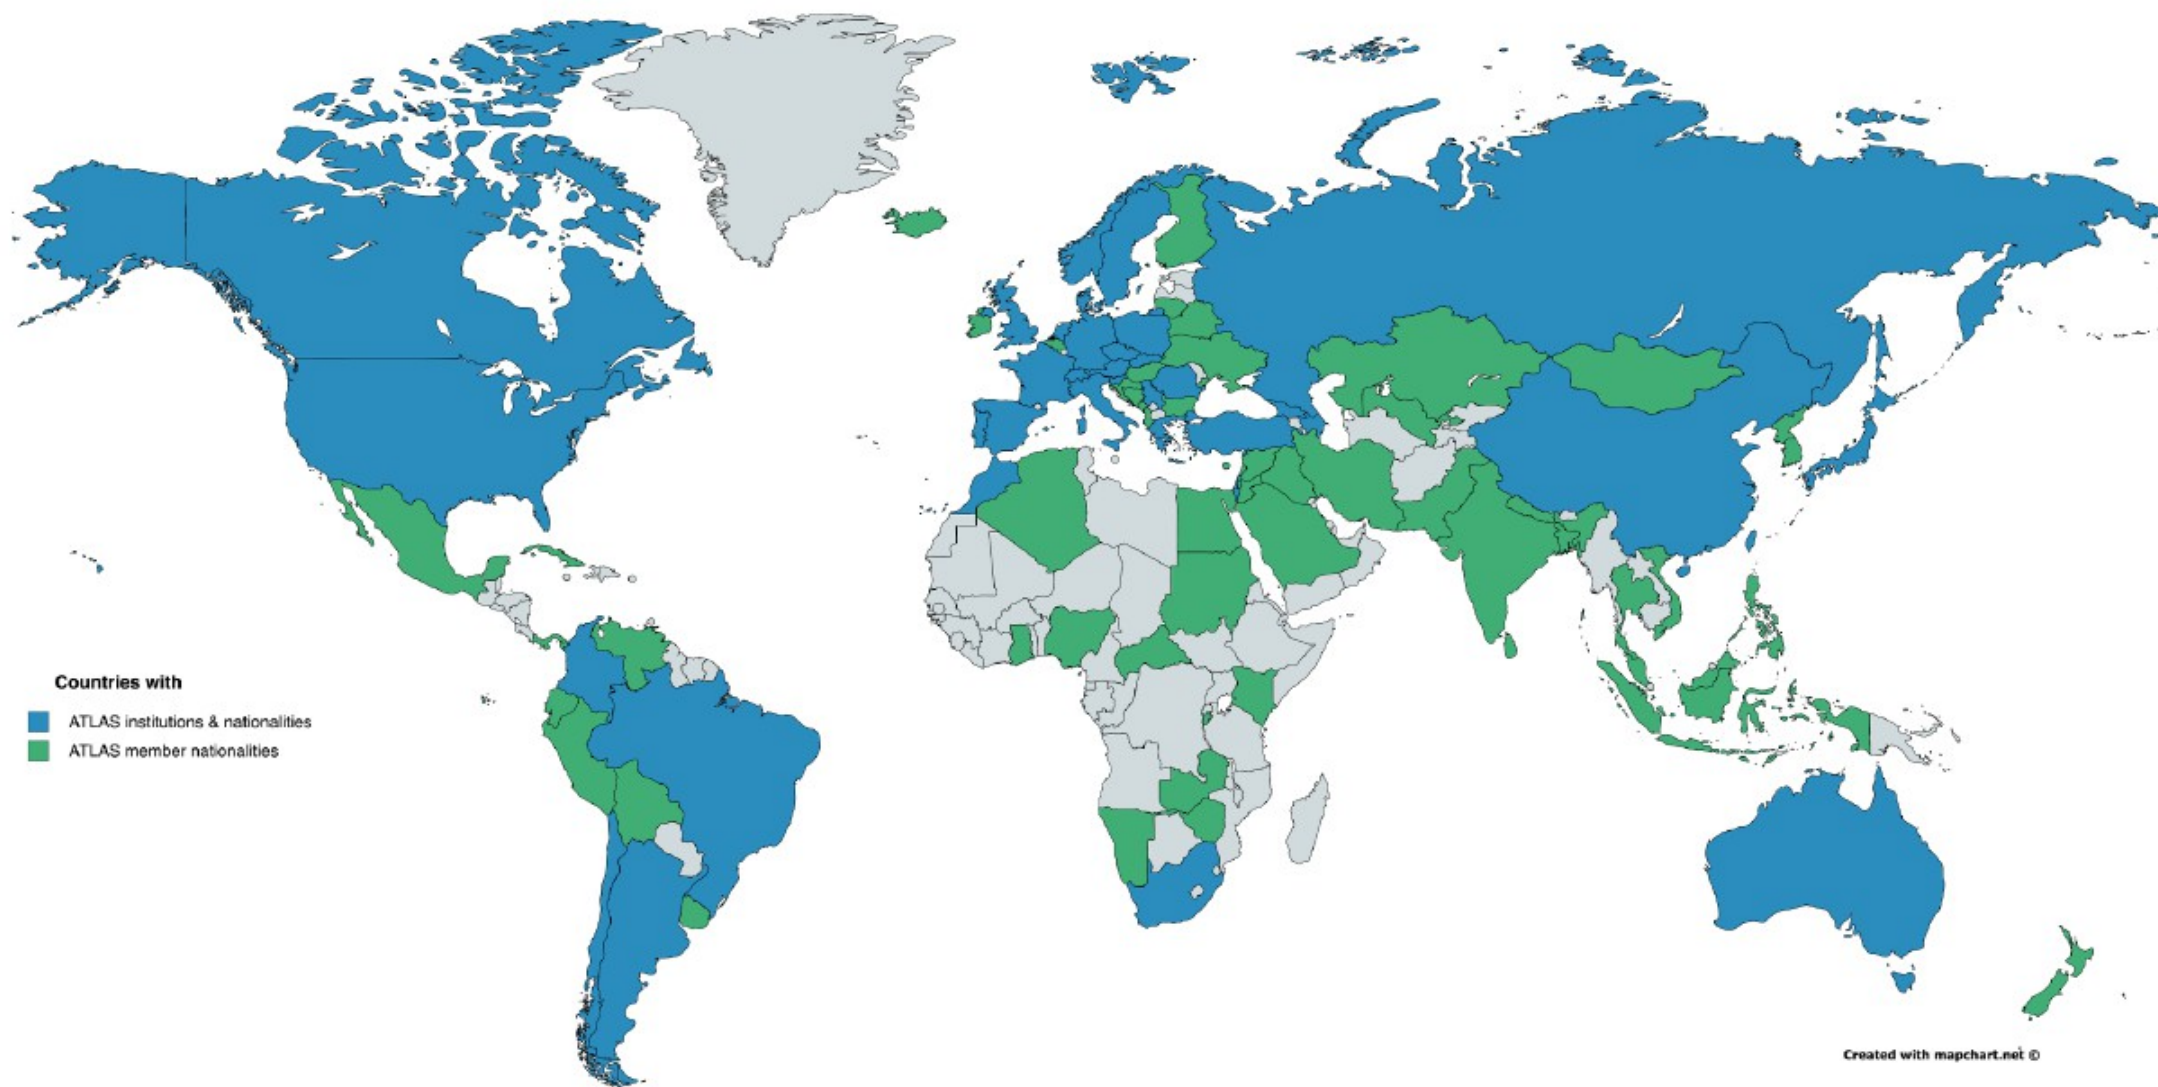 Countries with
ATLAS institutions & nationalities
ATLAS member nationalities
Created with mapchart.net ©